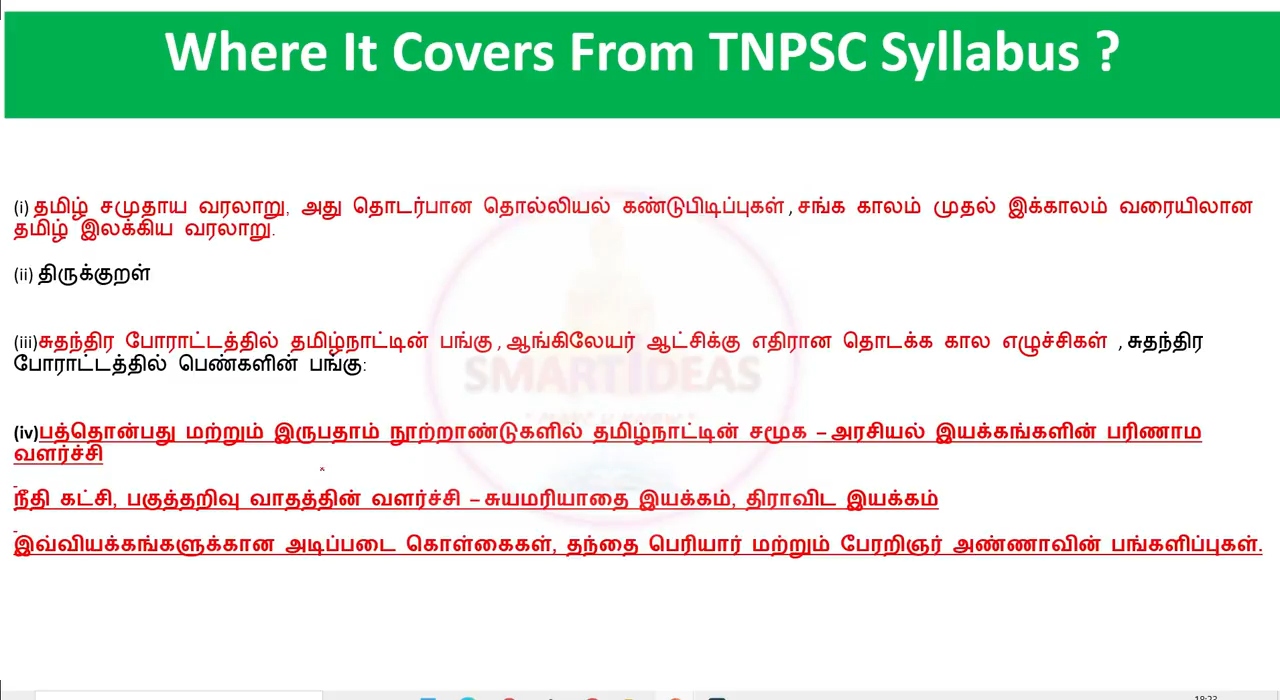 Where It Covers From TNPSC Syllabus ?
(i) தமிழ் சமுதாய வரலாறு, அது தொடர்பான தொல்லியல் கண்டுபிடிப்புகள் , சங்க காலம் முதல் இக்காலம் வரையிலான
தமிழ் இலக்கிய வரலாறு.
(ii) திருக்குறள்
(iii)சுதந்திர போராட்டத்தில் தமிழ்நாட்டின் பங்கு , ஆங்கிலேயர் ஆட்சிக்கு எதிரான தொடக்க கால எழுச்சிகள் , சுதந்திர
போராட்டத்தில் பெண்களின் பங்கு:
SMART IDEAS
(iv)பத்தொன்பது மற்றும் இருபதாம் நூற்றாண்டுகளில் தமிழ்நாட்டின் சமூக – அரசியல் இயக்கங்களின் பரிணாம
வளர்ச்சி
நீதி கட்சி, பகுத்தறிவு வாதத்தின் வளர்ச்சி – சுயமரியாதை இயக்கம், திராவிட இயக்கம்
இவ்வியக்கங்களுக்கான அடிப்படை கொள்கைகள், தந்தை பெரியார் மற்றும் பேரறிஞர் அண்ணாவின் பங்களிப்புகள்.